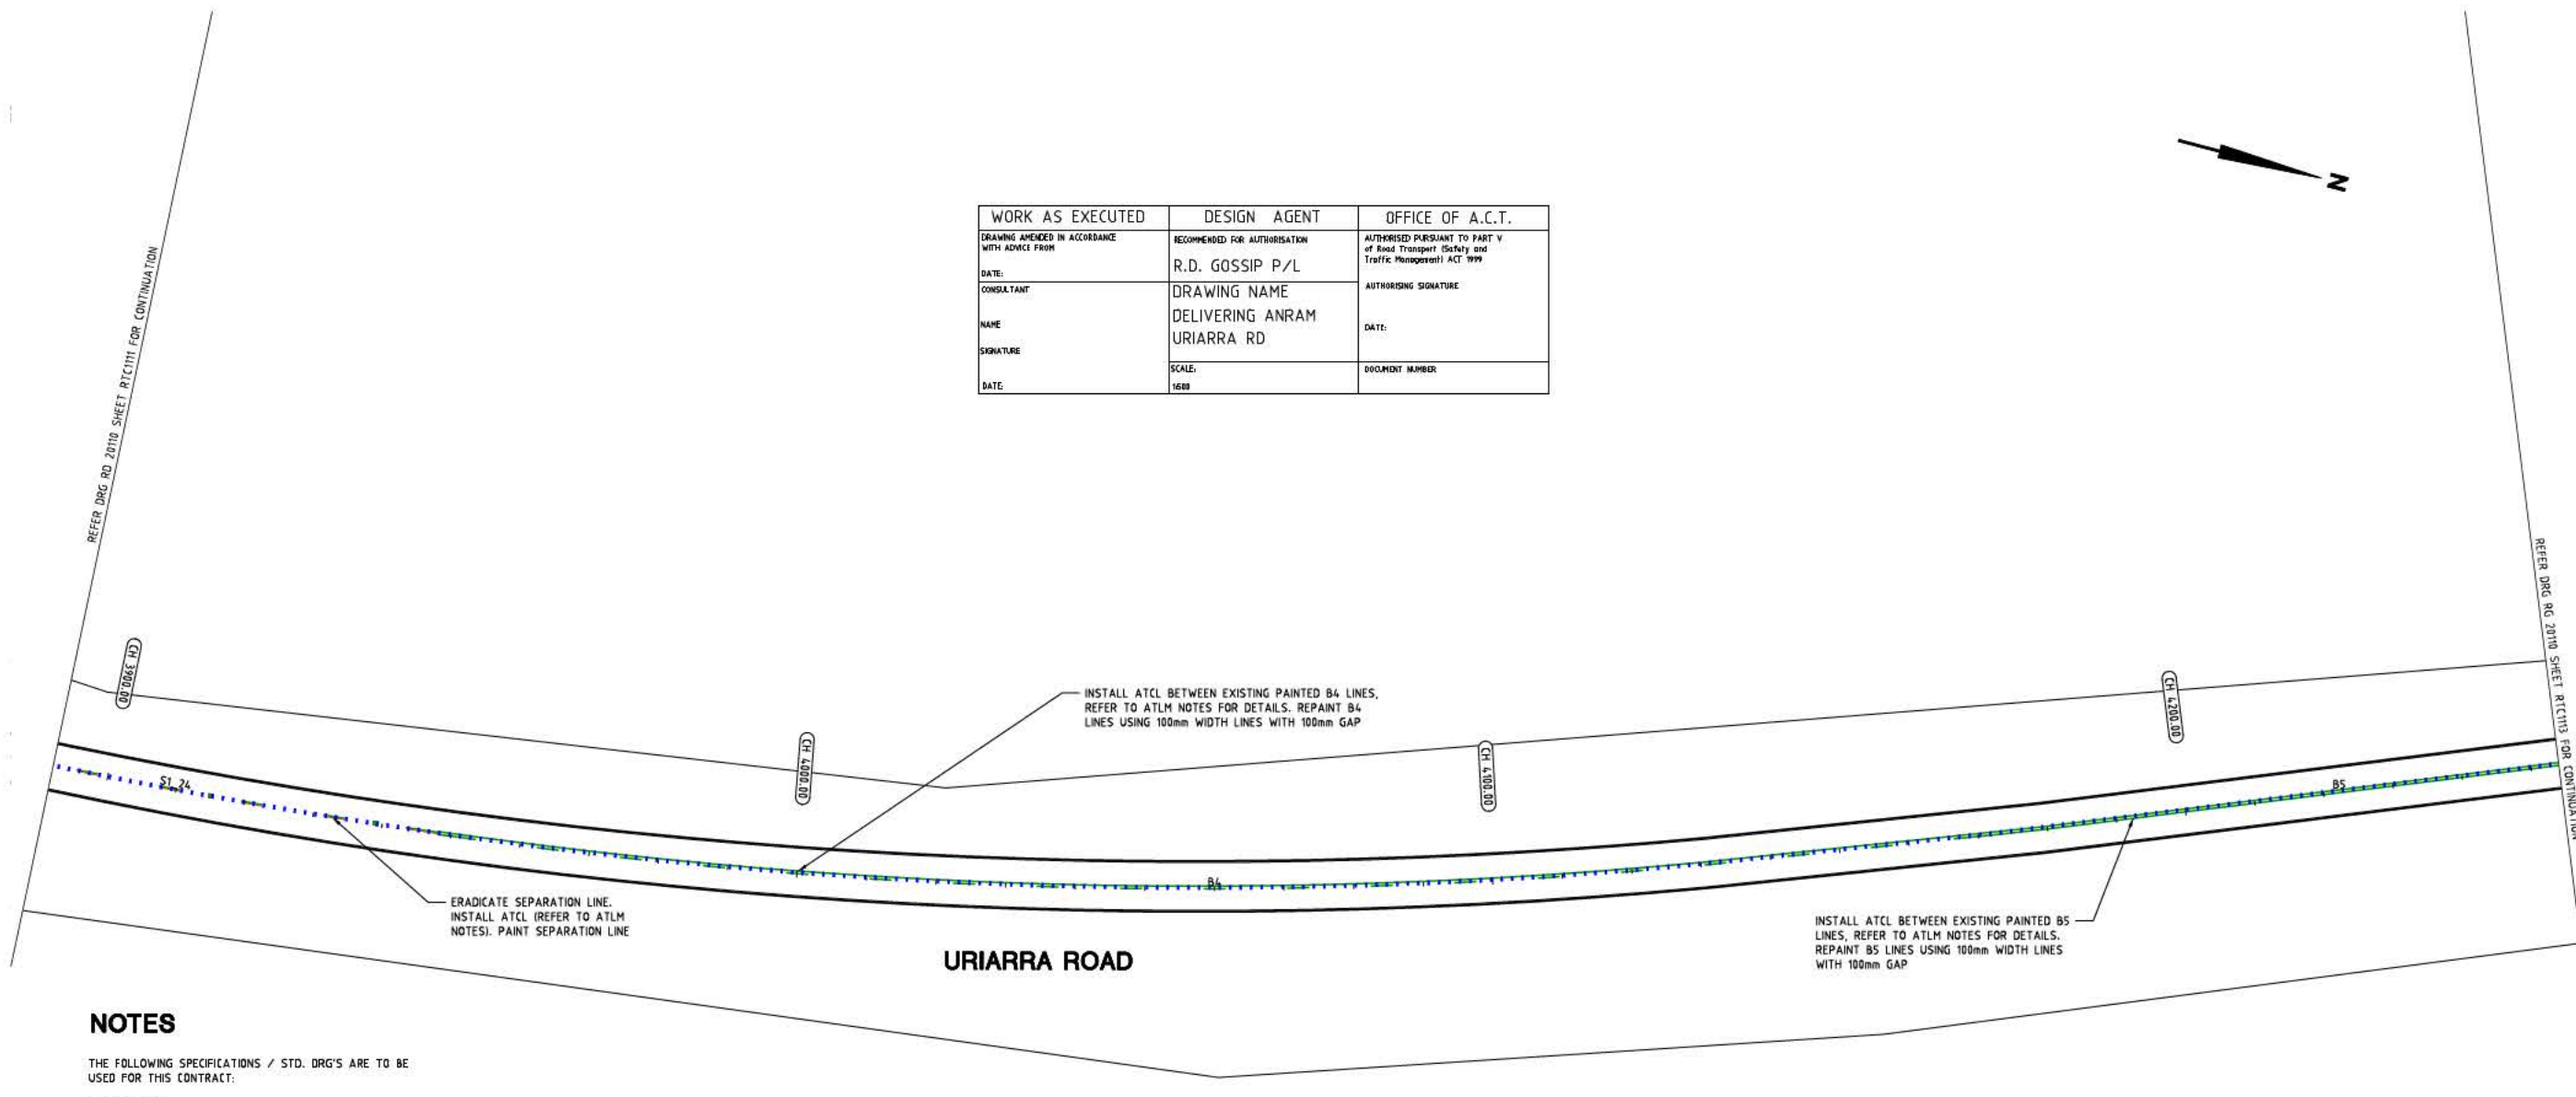 WORK AS EXECUTED
DRAWING AMENDED IN ACCORDANCE
WITH ADVICE FROM
DATE:
CONSULTANT
NAME
SIGNATURE
DATE:
DESIGN AGENT
RECOMMENDED FOR AUTHORISATION
R.D. GOSSIP P/L
DRAWING NAME
DELIVERING ANRAM
URIARRA RD
SCALE:
OFFICE OF A.C.T.
AUTHORISED PURSUANT TO PART V
of Road Transport (Safety and
Traffic Management) ACT 1999
AUTHORISING SIGNATURE
DATE:
DOCUMENT NUMBER
N
REFER DRG RD 20110 SHEET RTC1111 FOR CONTINUATION
REFER DRG RG 20110 SHEET RTC1113 FOR CONTINUATION
CH 3900.00
CH 4000.00
CH 4100.00
CH 4200.00
INSTALL ATCL BETWEEN EXISTING PAINTED B4 LINES,
REFER TO ATLM NOTES FOR DETAILS. REPAINT B4
LINES USING 100mm WIDTH LINES WITH 100mm GAP
S1 24
B4
B5
ERADICATE SEPARATION LINE.
INSTALL ATCL (REFER TO ATLM
NOTES). PAINT SEPARATION LINE
INSTALL ATCL BETWEEN EXISTING PAINTED B5
LINES, REFER TO ATLM NOTES FOR DETAILS.
REPAINT B5 LINES USING 100mm WIDTH LINES
WITH 100mm GAP
URIARRA ROAD
NOTES
THE FOLLOWING SPECIFICATIONS / STD. DRG'S ARE TO BE
USED FOR THIS CONTRACT: